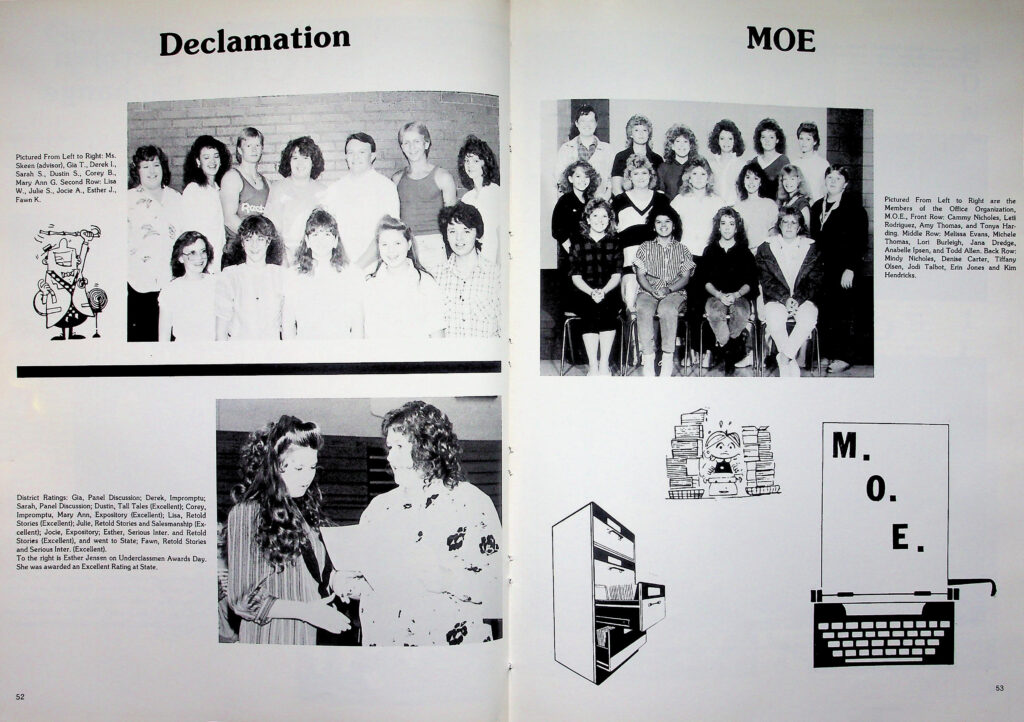 Declamation
Pictured From Left to Right: Ms.
Skeen (advisor), Gia T., Derek I.,
Sarah S., Dustin S., Corey B.,
Mary Ann G. Second Row: Lisa
W., Julie S., Jocie A., Esther J.,
Fawn K.
Reebok
District Ratings: Gia, Panel Discussion; Derek, Impromptu;
Sarah, Panel Discussion; Dustin, Tall Tales (Excellent); Corey,
Impromptu, Mary Ann, Expository (Excellent); Lisa, Retold
Stories (Excellent); Julie, Retold Stories and Salesmanship (Ex-
cellent); Jocie, Expository; Esther, Serious Inter. and Retold
Stories (Excellent), and went to State; Fawn, Retold Stories
and Serious Inter. (Excellent).
To the right is Esther Jensen on Underclassmen Awards Day.
She was awarded an Excellent Rating at State.
52
MOE
Pictured From Left to Right are the
Members of the Office Organization,
M.O.E., Front Row: Cammy Nicholes, Leti
Rodriguez, Amy Thomas, and Tonya Har-
ding. Middle Row: Melissa Evans, Michele
Thomas, Lori Burleigh, Jana Dredge,
Anabelle Ipsen, and Todd Allen. Back Row:
Mindy Nicholes, Denise Carter, Tiffany
Olsen, Jodi Talbot, Erin Jones and Kim
Hendricks.
M.
O.
E.
53